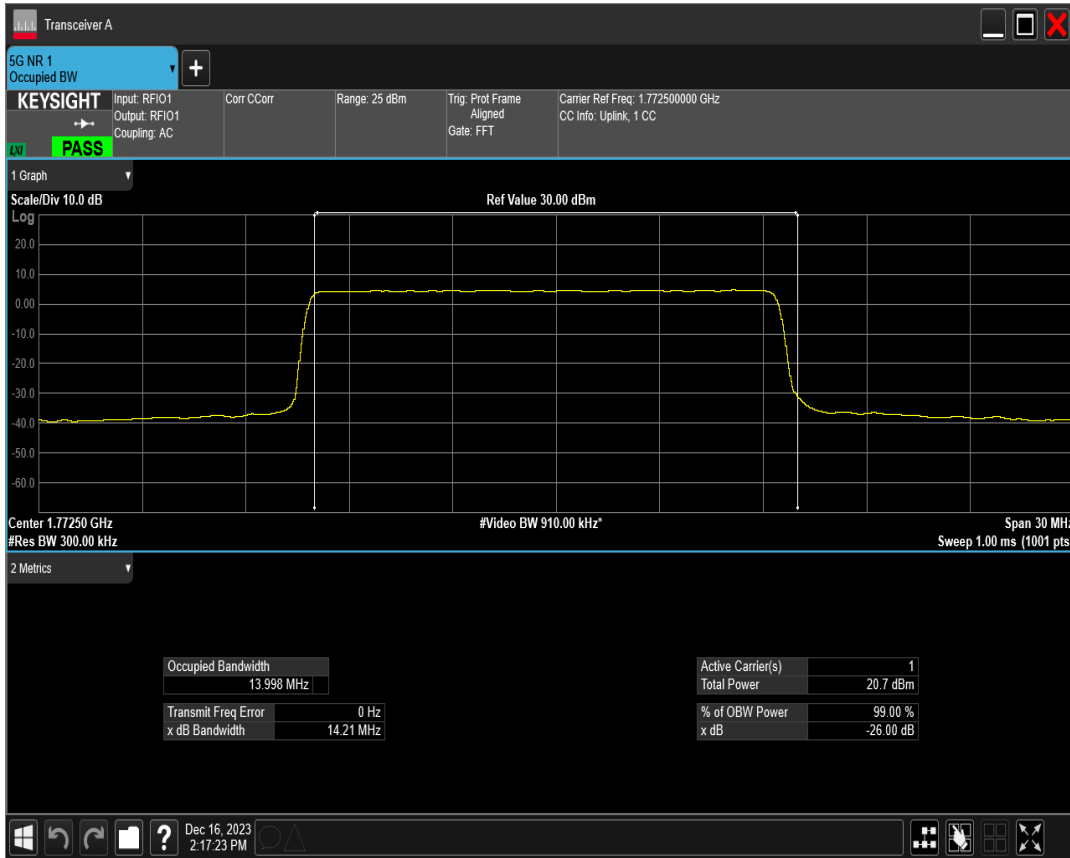 Transceiver A
5G NR 1
Occupied BW
+
KEYSIGHT
LXI
PASS
Input: RFIO1
Output: RFIO1
Coupling: AC
Corr CCorr
Range: 25 dBm
Trig: Prot Frame
Aligned
Gate: FFT
Carrier Ref Freq: 1.772500000 GHz
CC Info: Uplink, 1 CC
1 Graph
Scale/Div 10.0 dB
Ref Value 30.00 dBm
Log
20.0
10.0
0.00
-10.0
-20.0
-30.0
-40.0
-50.0
-60.0
Center 1.77250 GHz
#Video BW 910.00 kHz*
Span 30 MHz
#Res BW 300.00 kHz
Sweep 1.00 ms (1001 pts
2 Metrics
Occupied Bandwidth
13.998 MHz
Transmit Freq Error 0 Hz
x dB Bandwidth 14.21 MHz
Active Carrier(s) 1
Total Power 20.7 dBm
% of OBW Power 99.00 %
x dB -26.00 dB
?
Dec 16, 2023
2:17:23 PM